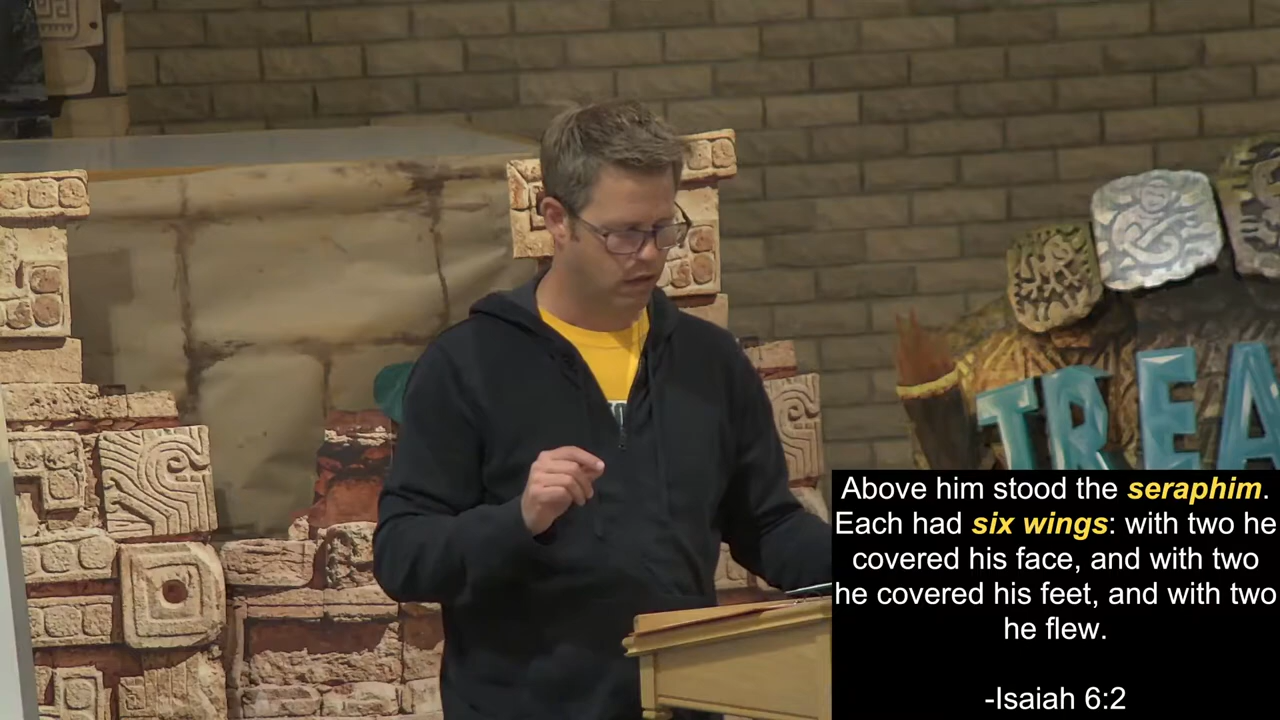 TREA
Above him stood the seraphim.
Each had six wings: with two he
covered his face, and with two
he covered his feet, and with two
he flew.
-Isaiah 6:2